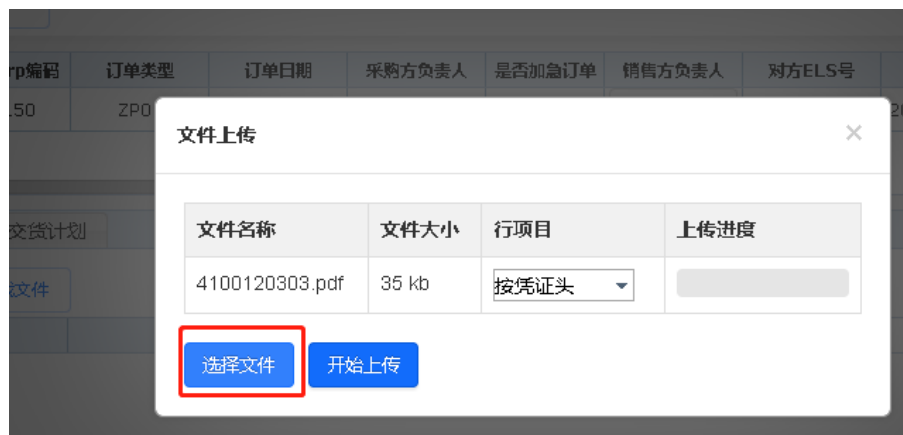 rp编码 订单类型 订单日期 采购方负责人 是否加急订单 销售方负责人 对方ELS号
.50 ZP0
文件上传 ×
文件名称 文件大小 行项目 上传进度
交货计划
4100120303.pdf 35 kb 按凭证头
文件
选择文件 开始上传